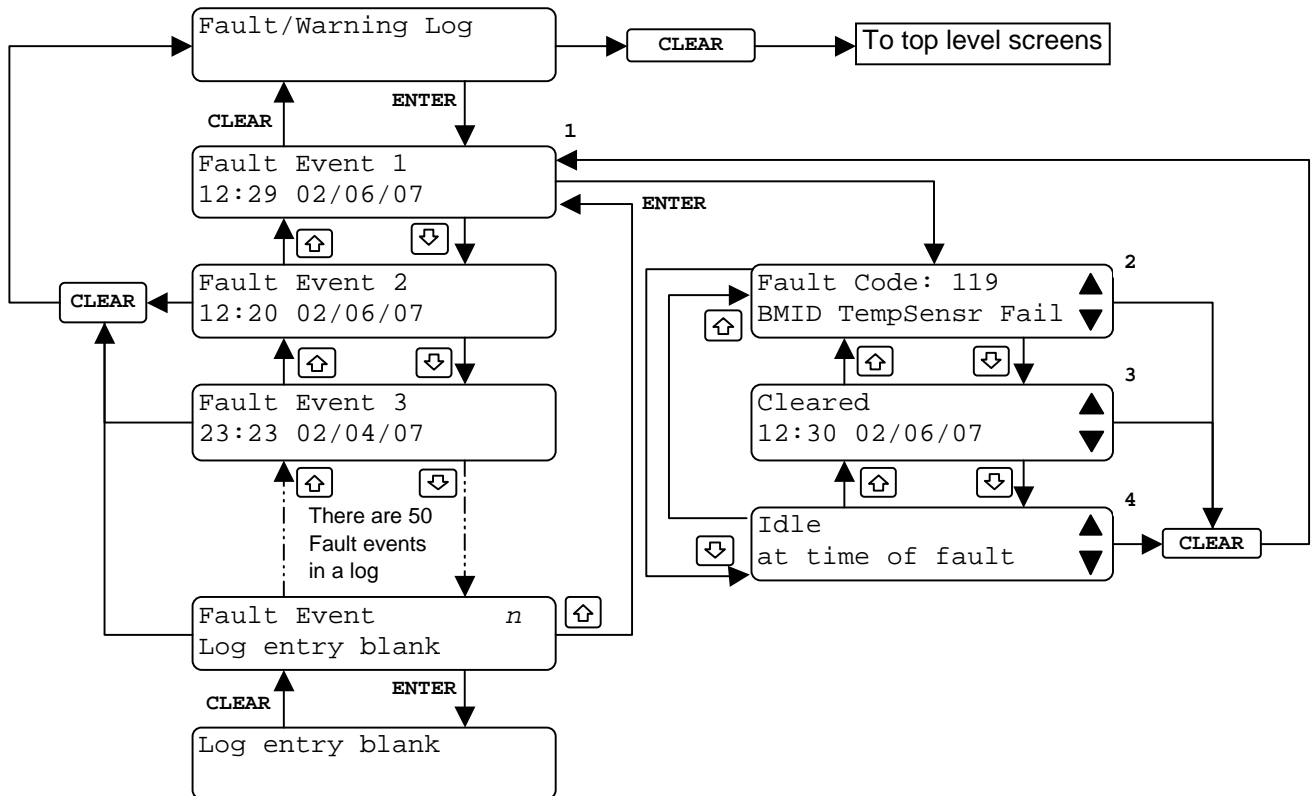 Fault/Warning Log
CLEAR
To top level screens
CLEAR
ENTER
1
Fault Event 1
12:29 02/06/07
ENTER
Fault Event 2
12:20 02/06/07
CLEAR
Fault Event 3
23:23 02/04/07
There are 50
Fault events
in a log
Fault Event n
Log entry blank
CLEAR
ENTER
Log entry blank
2
Fault Code: 119
BMID TempSensr Fail
3
Cleared
12:30 02/06/07
4
Idle
at time of fault
CLEAR